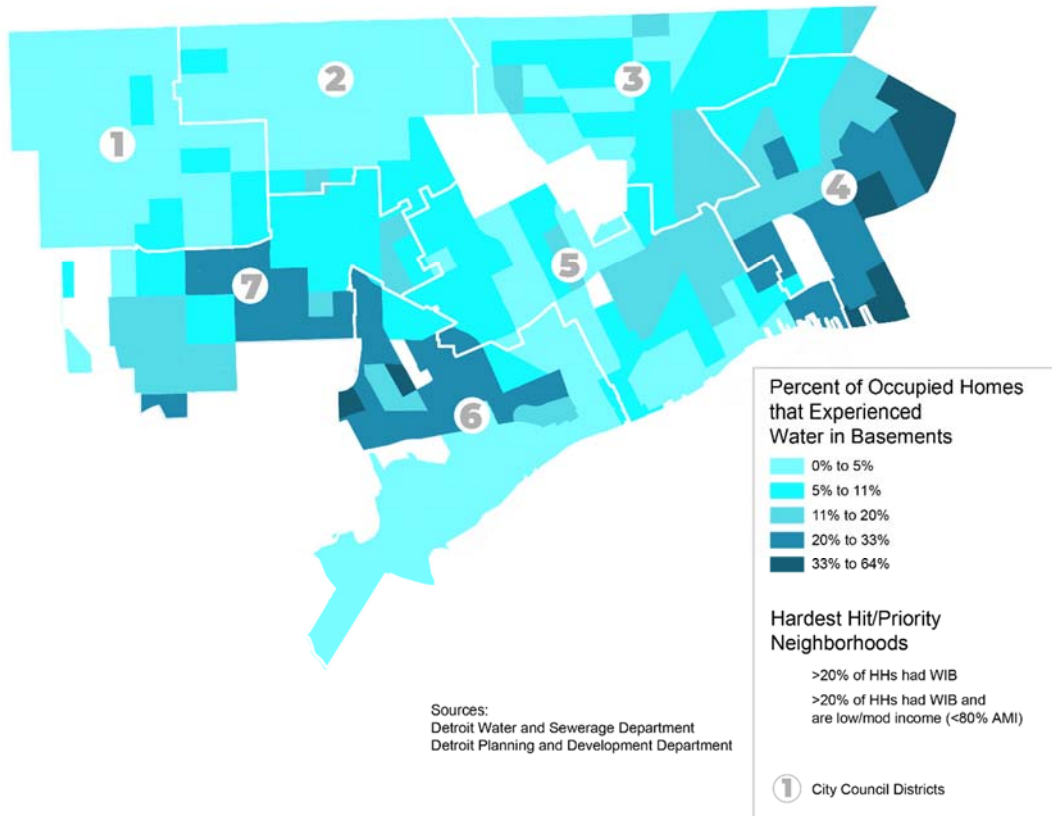 2
3
1
4
5
7
6
Percent of Occupied Homes
that Experienced
Water in Basements
0% to 5%
5% to 11%
11% to 20%
20% to 33%
33% to 64%
Hardest Hit/Priority
Neighborhoods
>20% of HHs had WIB
>20% of HHs had WIB and
are low/mod income (<80% AMI)
Sources:
Detroit Water and Sewerage Department
Detroit Planning and Development Department
1 City Council Districts